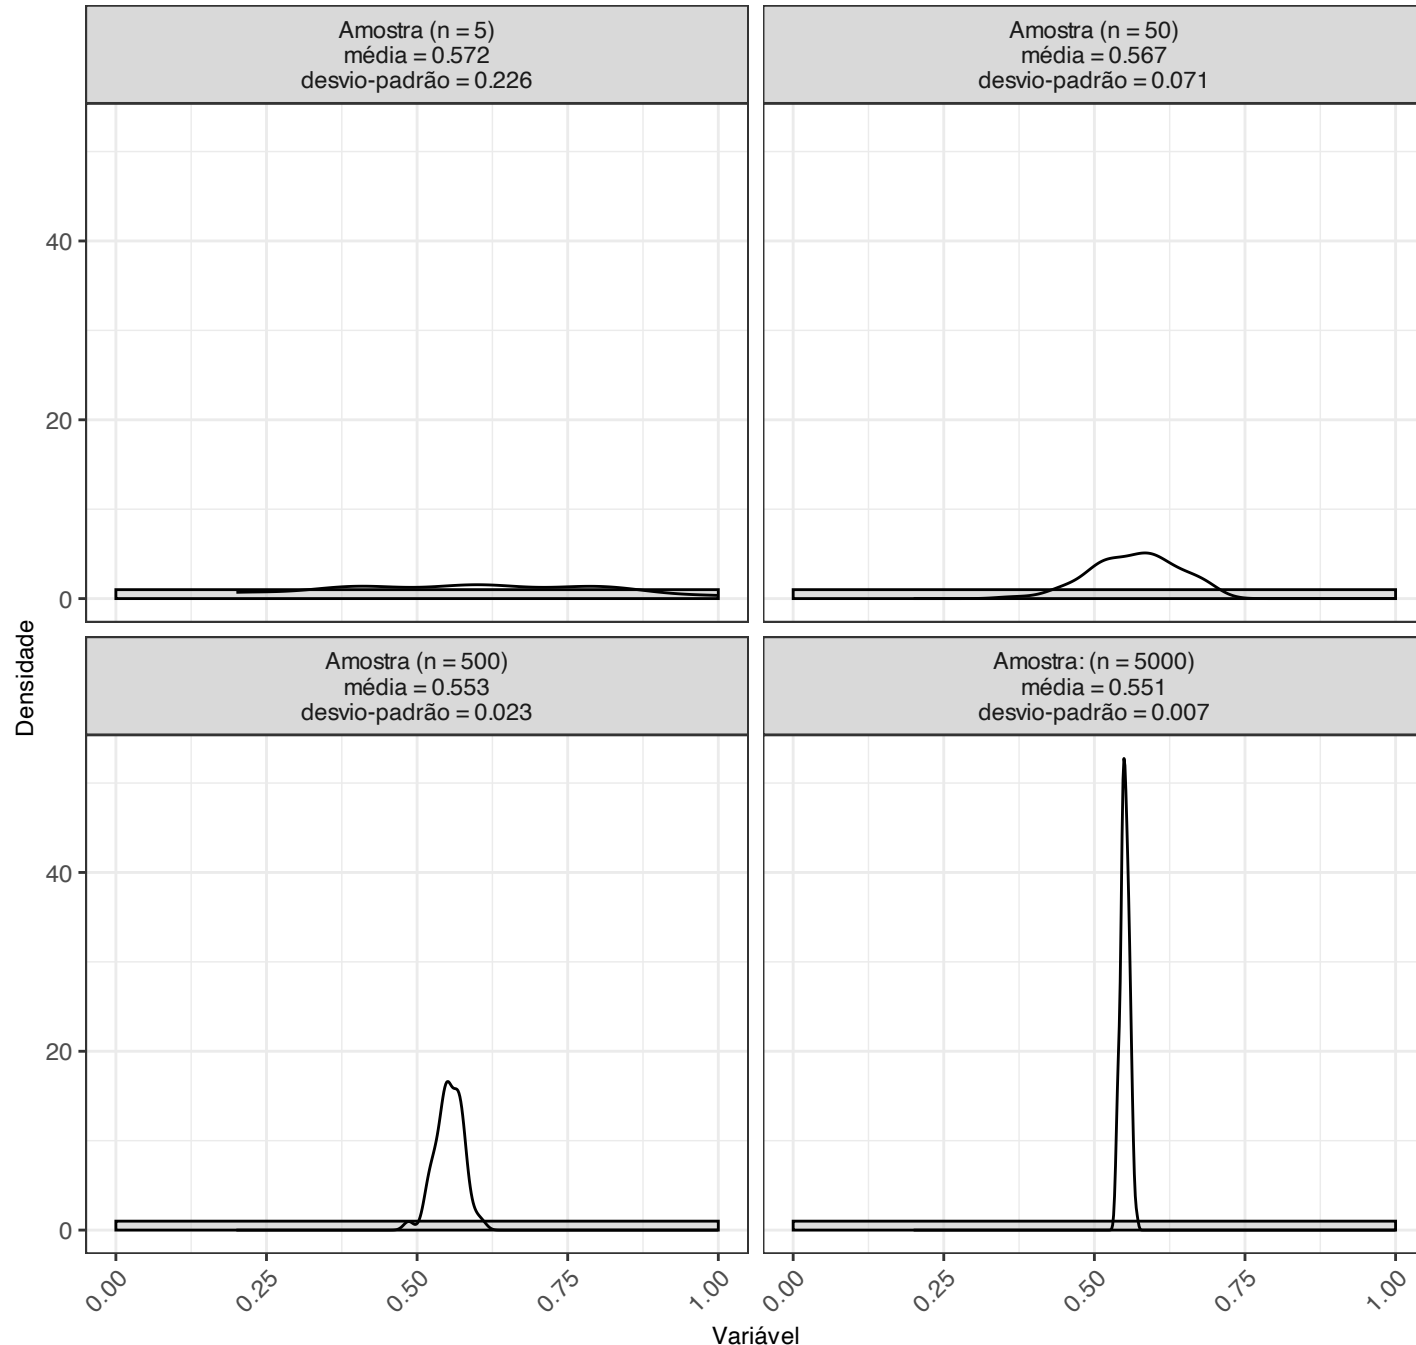 Amostra (n = 5)
média = 0.572
desvio-padrão = 0.226
Amostra (n = 50)
média = 0.567
desvio-padrão = 0.071
40
20
0
Densidade
Amostra (n = 500)
média = 0.553
desvio-padrão = 0.023
Amostra: (n = 5000)
média = 0.551
desvio-padrão = 0.007
40
20
0
0.00
0.25
0.50
0.75
1.00
0.00
0.25
0.50
0.75
1.00
Variável